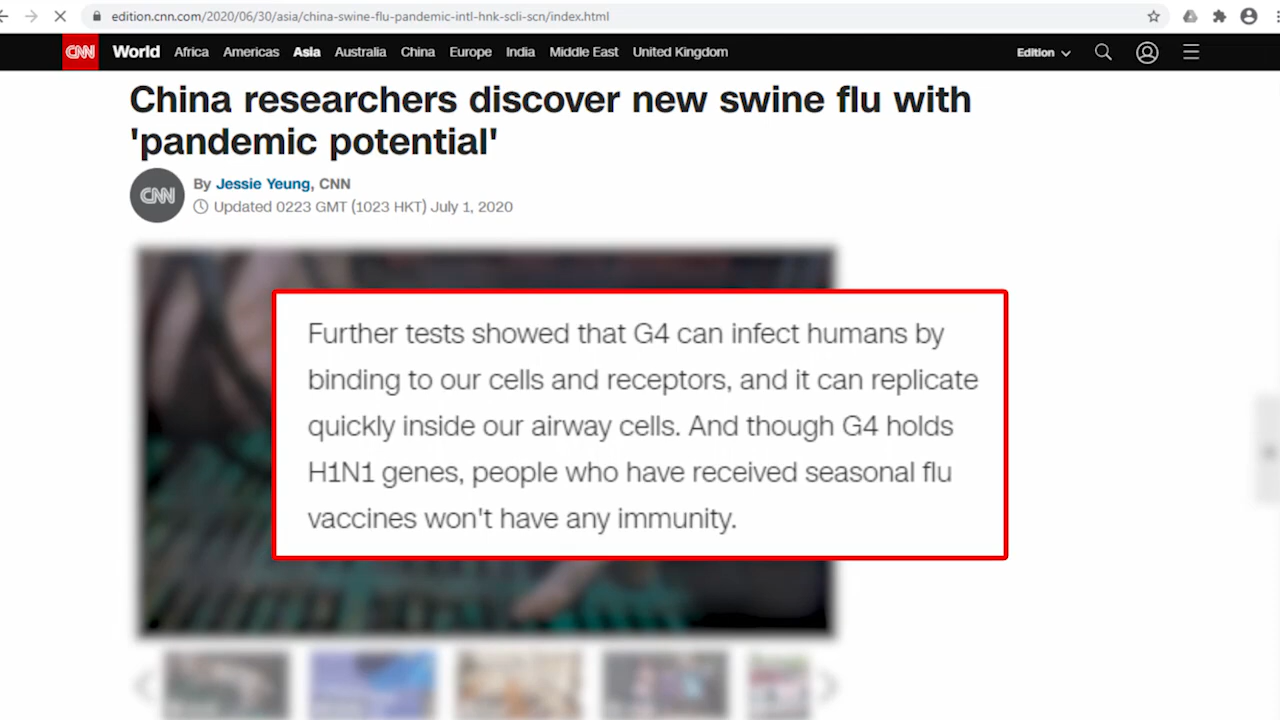 edition.cnn.com/2020/06/30/asia/china-swine-flu-pandemic-intl-hnk-scli-scn/index.html
CNN World Africa Americas Asia Australia China Europe India Middle East United Kingdom Edition
China researchers discover new swine flu with
'pandemic potential'
CNN
By Jessie Yeung, CNN
Updated 0223 GMT (1023 HKT) July 1, 2020
Further tests showed that G4 can infect humans by
binding to our cells and receptors, and it can replicate
quickly inside our airway cells. And though G4 holds
H1N1 genes, people who have received seasonal flu
vaccines won't have any immunity.